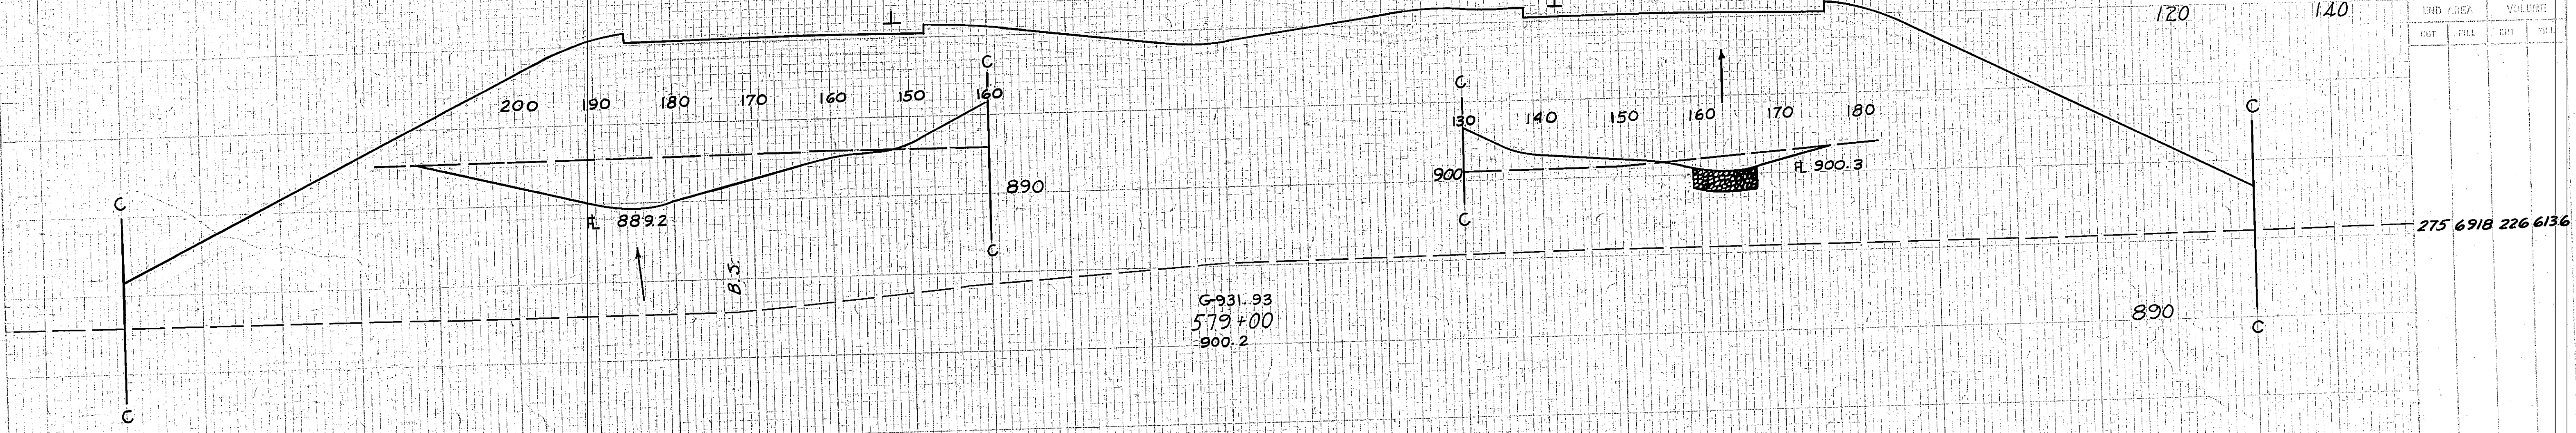 120 140
END AREA VOLUME
CUT FILL CUT FILL
C C
200 190 180 170 160 150 160
130 140 150 160 170 180
C
C
890
900
℄ 900.3
℄ 889.2
C
C
275 6918 226 6136
B.S.
G-931.93
579+00
900.2
890
C
C